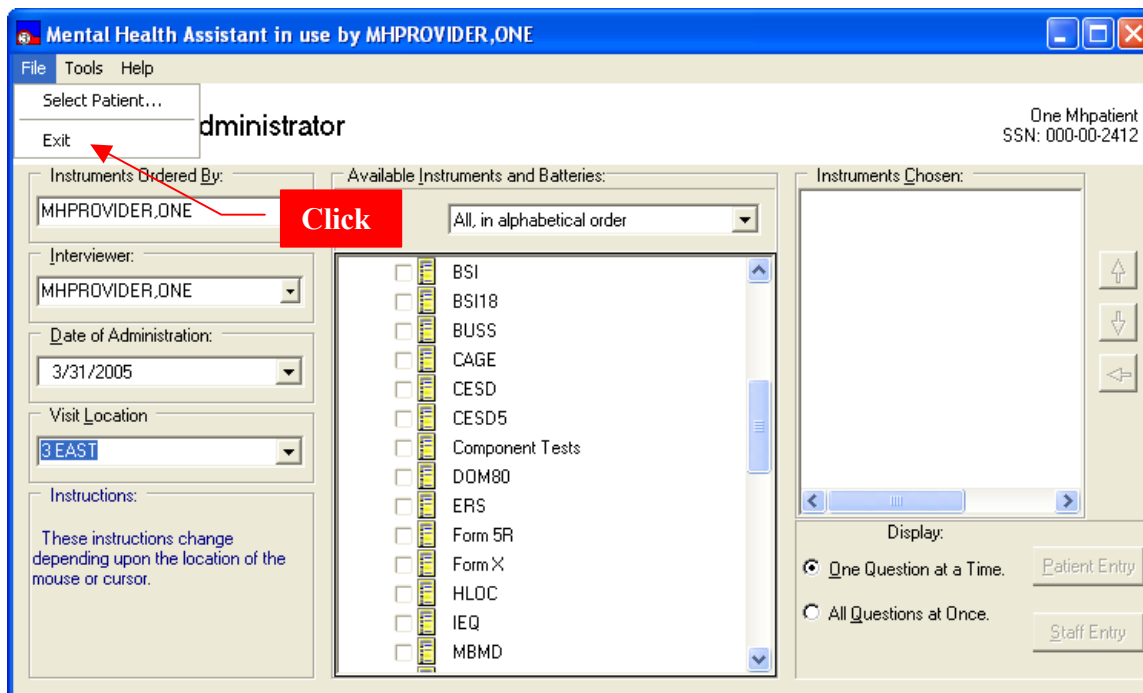 Mental Health Assistant in use by MHPROVIDER,ONE
File Tools Help
Select Patient...
Exit
dministrator
One Mhpatient
SSN: 000-00-2412
Instruments Ordered By:
MHPROVIDER,ONE
Click
Interviewer:
MHPROVIDER,ONE
Date of Administration:
3/31/2005
Visit Location
3 EAST
Instructions:
These instructions change
depending upon the location of the
mouse or cursor.
Available Instruments and Batteries:
All, in alphabetical order
BSI
BSI18
BUSS
CAGE
CESD
CESD5
Component Tests
DOM80
ERS
Form 5R
Form X
HLOC
IEQ
MBMD
Instruments Chosen:
Display:
One Question at a Time.
All Questions at Once.
Patient Entry
Staff Entry